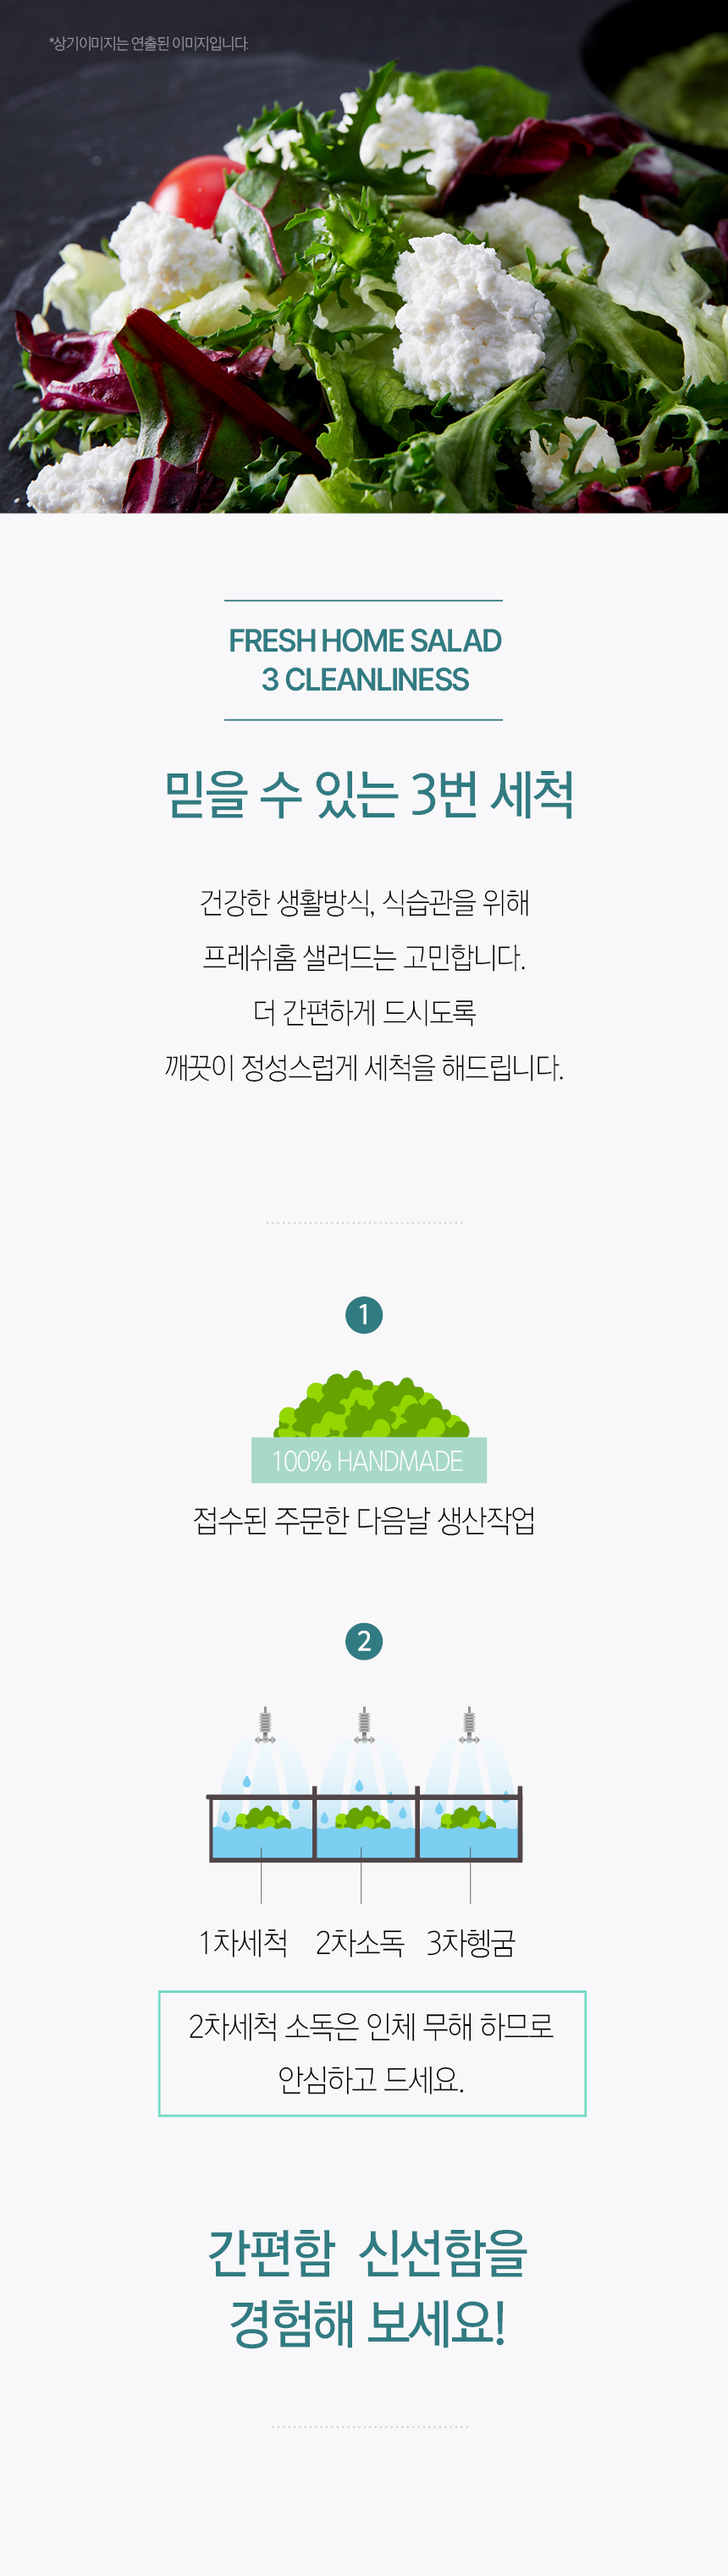 *상기이미지는 연출된 이미지입니다.
FRESH HOME SALAD
3 CLEANLINESS
믿을 수 있는 3번 세척
건강한 생활방식, 식습관을 위해
프레쉬홈 샐러드는 고민합니다.
더 간편하게 드시도록
깨끗이 정성스럽게 세척을 해드립니다.
1
100% HANDMADE
접수된 주문한 다음날 생산작업
2
1차세척 2차소독 3차헹굼
2차세척 소독은 인체 무해 하므로
안심하고 드세요.
간편함 신선함을
경험해 보세요!